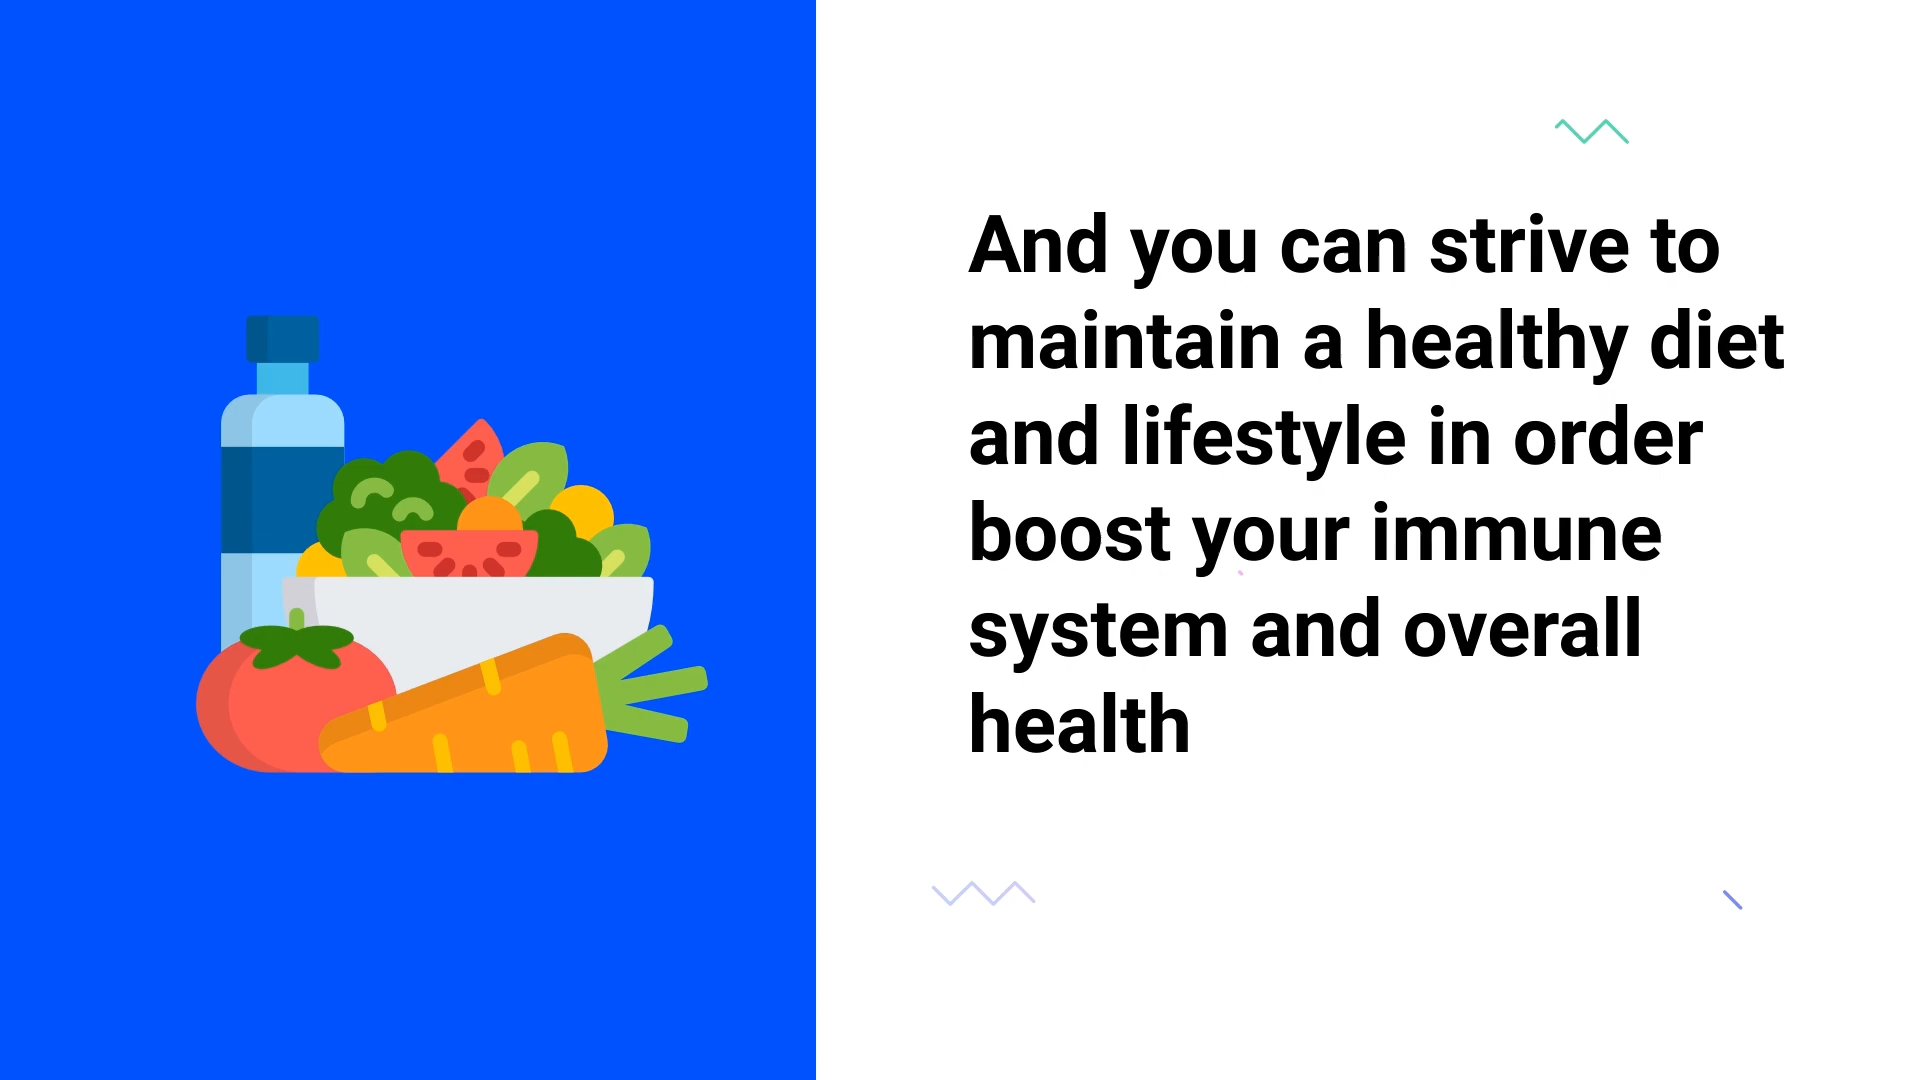 And you can strive to
maintain a healthy diet
and lifestyle in order
boost your immune
system and overall
health